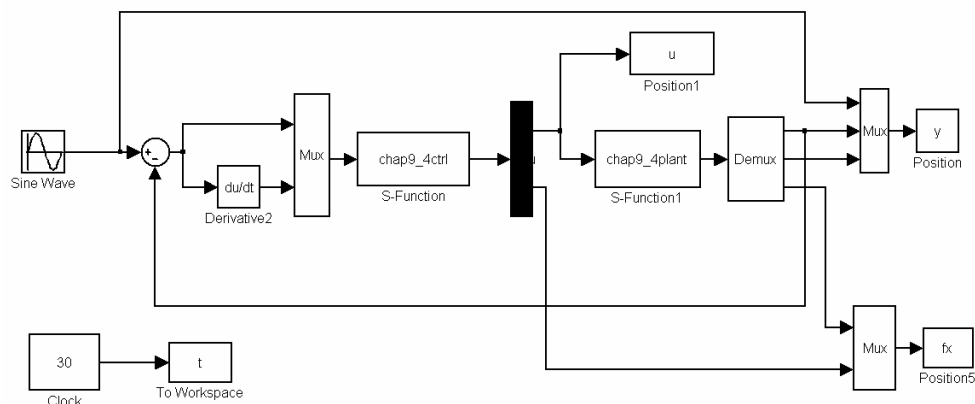 u
Position1
Sine Wave
+
-
du/dt
Derivative2
Mux
chap9_4ctrl
S-Function
chap9_4plant
S-Function1
Demux
Mux
y
Position
30
Clock
t
To Workspace
Mux
fx
Position5